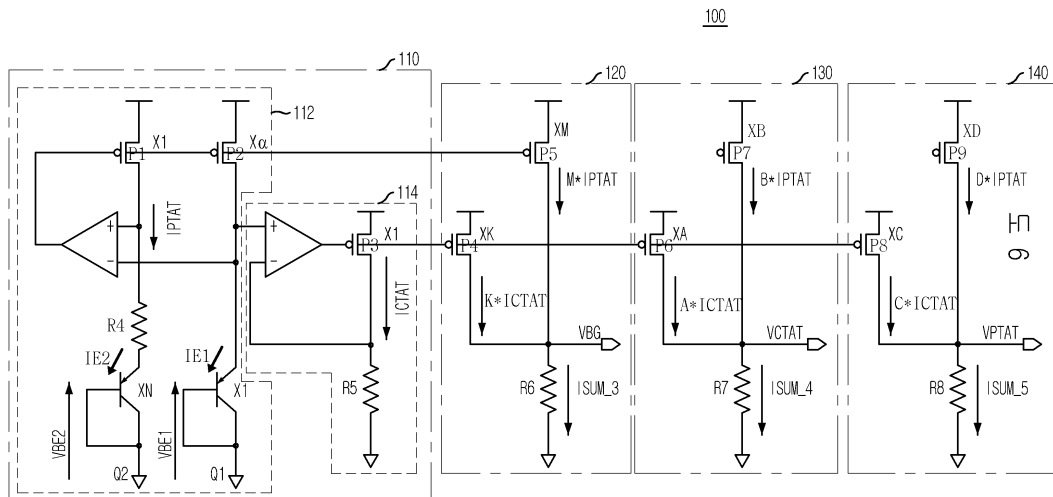 100
110
120
130
140
112
X1
Xα
XM
XB
XD
P1
P2
P5
P7
P9
M*IPTAT
B*IPTAT
D*IPTAT
IPTAT
114
+
-
+
-
X1
P3
XK
P4
XA
P6
XC
P8
도 6
ICTAT
K*ICTAT
A*ICTAT
C*ICTAT
R4
VBG
VCTAT
VPTAT
IE2
IE1
XN
X1
R5
R6
ISUM_3
R7
ISUM_4
R8
ISUM_5
VBE2
VBE1
Q2
Q1